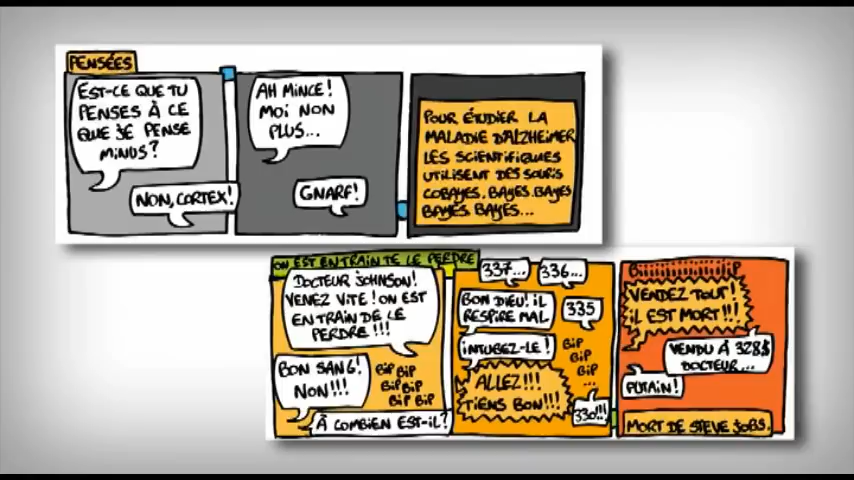 PENSÉES
EST-CE QUE TU
PENSES À CE
QUE JE PENSE
MINUS?
NON, CORTEX!
AH MINCE!
MOI NON
PLUS...
GNARF!
POUR ÉTUDIER LA
MALADIE D'ALZHEIMER
LES SCIENTIFIQUES
UTILISENT DES SOURIS
COBAYES, BAYES, BAYES
BAYES, BAYES...
ON EST EN TRAIN TE LE PERDRE
DOCTEUR JOHNSON!
VENEZ VITE! ON EST
EN TRAIN DE LE
PERDRE!!!
BON SANG!
NON!!!
BIP BIP
BIP BIP
BIP BIP
À COMBIEN EST-IL?
337...
336...
BON DIEU! IL
RESPIRE MAL
335
INTUBEZ-LE!
BIP
BIP
BIP
...
ALLEZ!!!
TIENS BON!!!
330!!!
BIIIIIIIIIIIIIIP
VENDEZ TOUT!
IL EST MORT!!!
VENDU À 328$
DOCTEUR...
PUTAIN!
MORT DE STEVE JOBS.